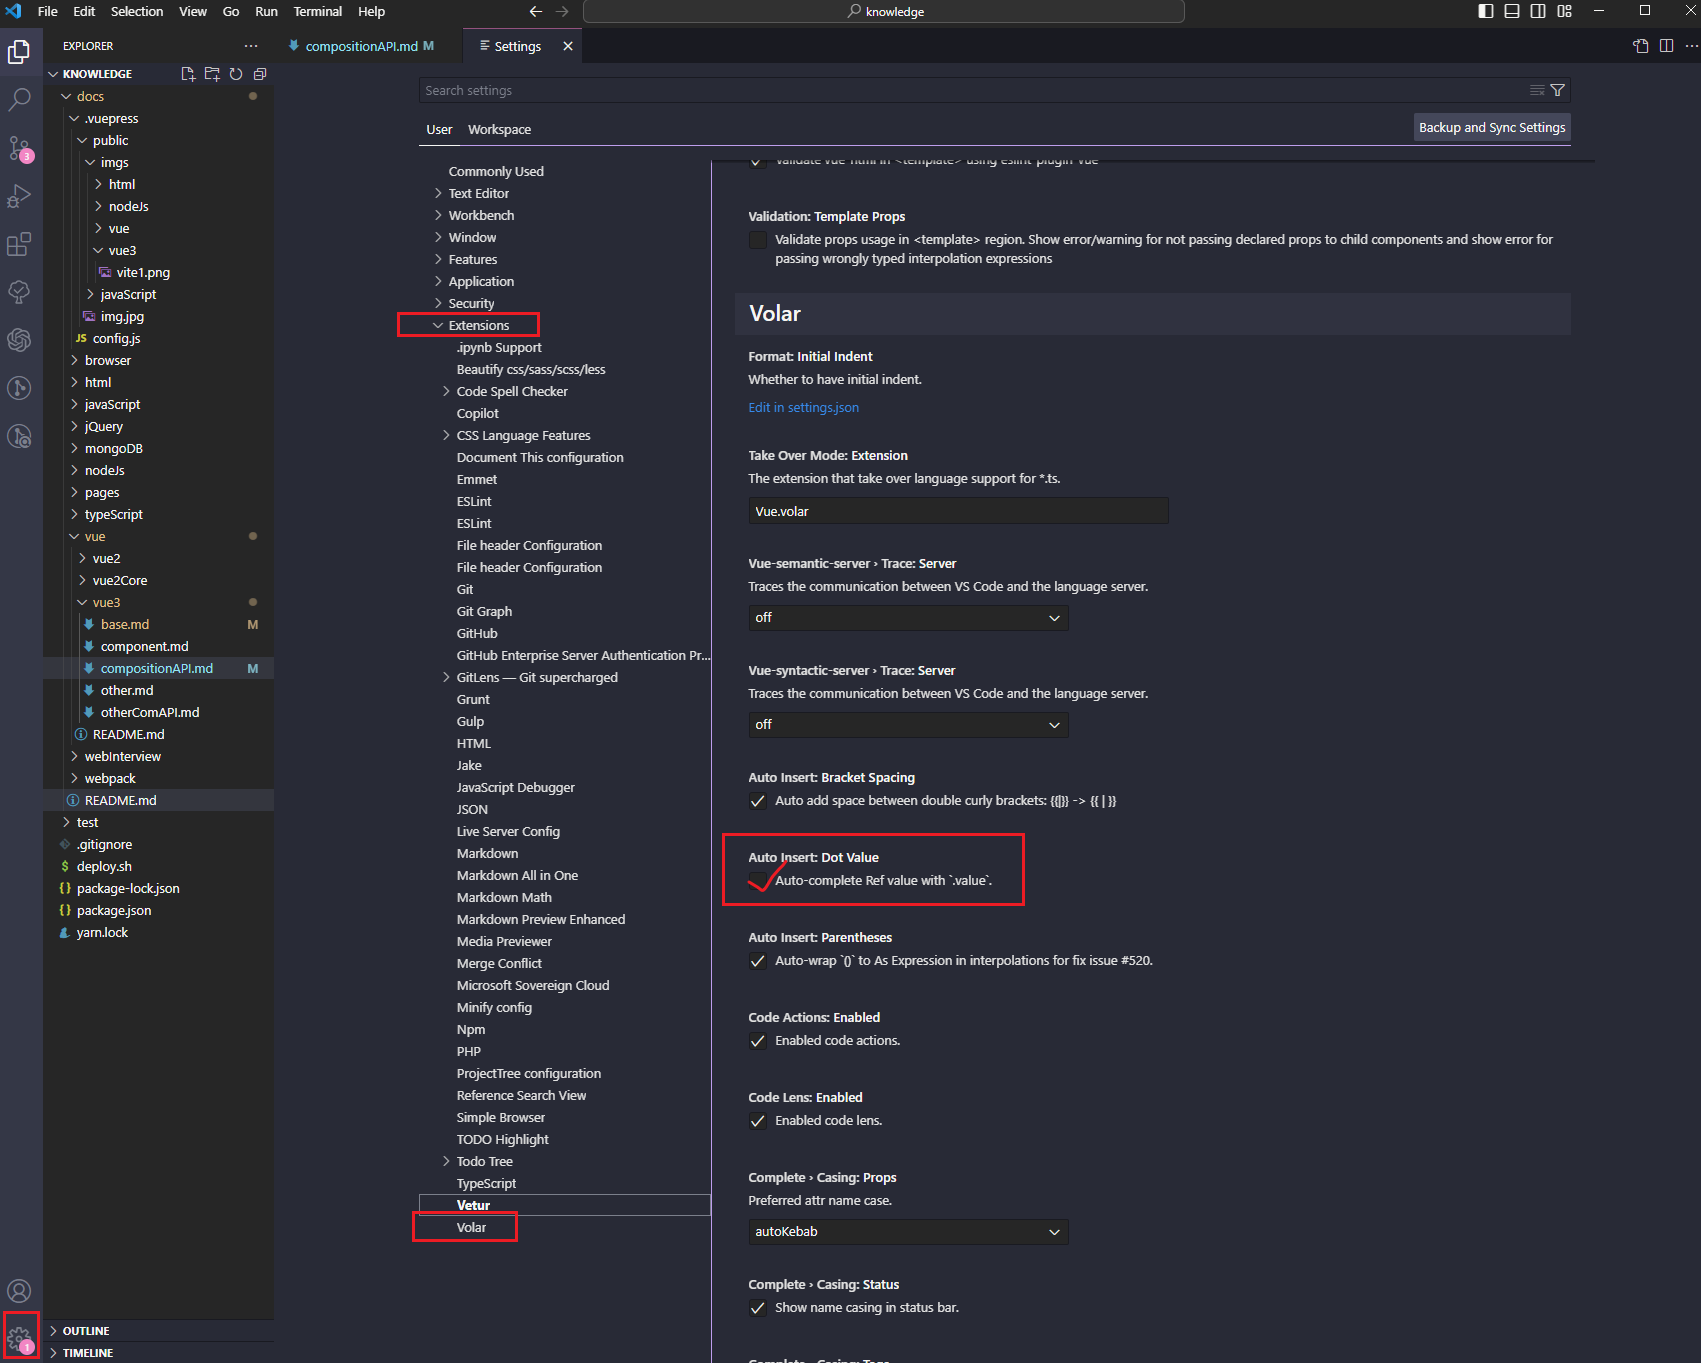 File Edit Selection View Go Run Terminal Help
knowledge
EXPLORER
compositionAPI.md M
Settings
KNOWLEDGE
docs
.vuepress
public
imgs
html
nodeJs
vue
vue3
vite1.png
javaScript
img.jpg
JS config.js
browser
html
javaScript
jQuery
mongoDB
nodeJs
pages
typeScript
vue
vue2
vue2Core
vue3
base.md M
component.md
compositionAPI.md M
other.md
otherComAPI.md
README.md
webInterview
webpack
README.md
test
.gitignore
$ deploy.sh
{} package-lock.json
{} package.json
yarn.lock
OUTLINE
TIMELINE
3
1
Search settings
User Workspace
Backup and Sync Settings
Commonly Used
Text Editor
Workbench
Window
Features
Application
Security
Extensions
.ipynb Support
Beautify css/sass/scss/less
Code Spell Checker
Copilot
CSS Language Features
Document This configuration
Emmet
ESLint
ESLint
File header Configuration
File header Configuration
Git
Git Graph
GitHub
GitHub Enterprise Server Authentication Pr...
GitLens — Git supercharged
Grunt
Gulp
HTML
Jake
JavaScript Debugger
JSON
Live Server Config
Markdown
Markdown All in One
Markdown Math
Markdown Preview Enhanced
Media Previewer
Merge Conflict
Microsoft Sovereign Cloud
Minify config
Npm
PHP
ProjectTree configuration
Reference Search View
Simple Browser
TODO Highlight
Todo Tree
TypeScript
Vetur
Volar
Validate vue-html in <template> using eslint-plugin-vue
Validation: Template Props
Validate props usage in <template> region. Show error/warning for not passing declared props to child components and show error for
passing wrongly typed interpolation expressions
Volar
Format: Initial Indent
Whether to have initial indent.
Edit in settings.json
Take Over Mode: Extension
The extension that take over language support for *.ts.
Vue.volar
Vue-semantic-server › Trace: Server
Traces the communication between VS Code and the language server.
off
Vue-syntactic-server › Trace: Server
Traces the communication between VS Code and the language server.
off
Auto Insert: Bracket Spacing
Auto add space between double curly brackets: {{|}} -> {{ | }}
Auto Insert: Dot Value
Auto-complete Ref value with `.value`.
Auto Insert: Parentheses
Auto-wrap `()` to As Expression in interpolations for fix issue #520.
Code Actions: Enabled
Enabled code actions.
Code Lens: Enabled
Enabled code lens.
Complete › Casing: Props
Preferred attr name case.
autoKebab
Complete › Casing: Status
Show name casing in status bar.
Complete › Casing: Tags